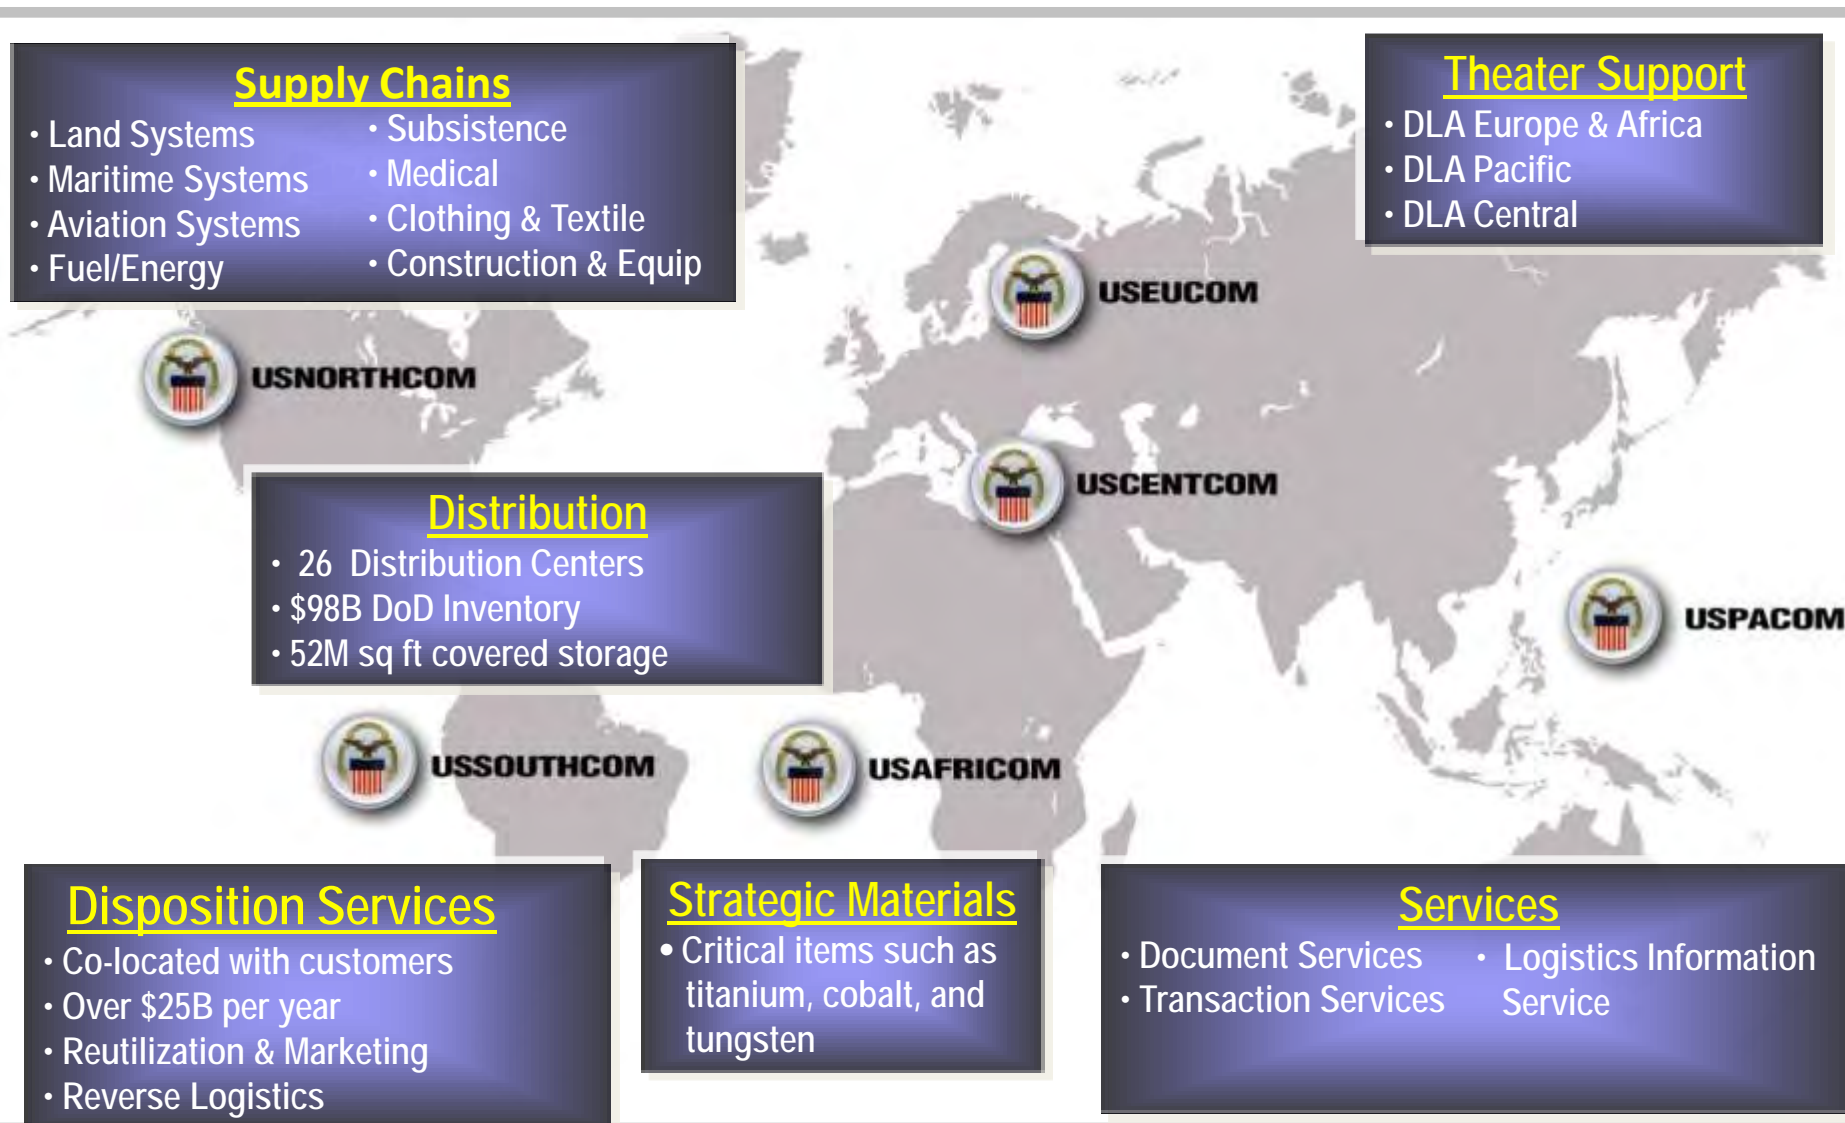 Supply Chains
• Land Systems
• Maritime Systems
• Aviation Systems
• Fuel/Energy
• Subsistence
• Medical
• Clothing & Textile
• Construction & Equip
Theater Support
• DLA Europe & Africa
• DLA Pacific
• DLA Central
USEUCOM
USNORTHCOM
USCENTCOM
Distribution
• 26 Distribution Centers
• $98B DoD Inventory
• 52M sq ft covered storage
USPACOM
USSOUTHCOM
USAFRICOM
Disposition Services
• Co-located with customers
• Over $25B per year
• Reutilization & Marketing
• Reverse Logistics
Strategic Materials
• Critical items such as
titanium, cobalt, and
tungsten
Services
• Document Services
• Transaction Services
• Logistics Information
Service